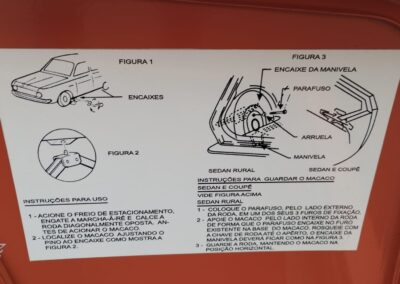 FIGURA 1
ENCAIXES
FIGURA 2
INSTRUÇÕES PARA USO
1 - ACIONE O FREIO DE ESTACIONAMENTO,
ENGATE A MARCHA-À-RÉ E CALCE A
RODA DIAGONALMENTE OPOSTA, AN-
TES DE ACIONAR O MACACO.
2 - LOCALIZE O MACACO AJUSTANDO O
PINO AO ENCAIXE COMO MOSTRA A
FIGURA 2.
FIGURA 3
ENCAIXE DA MANIVELA
PARAFUSO
ARRUELA
MANIVELA
SEDAN RURAL
SEDAN E COUPÊ
INSTRUÇÕES PARA GUARDAR O MACACO
SEDAN E COUPÊ
VIDE FIGURA ACIMA
SEDAN RURAL
1 - COLOQUE O PARAFUSO, PELO LADO EXTERNO
DA RODA, EM UM DOS SEUS 3 FUROS DE FIXAÇÃO.
2 - APOIE O MACACO PELO LADO INTERNO DA RODA
DE FORMA QUE O PARAFUSO ENCAIXE NO FURO
EXISTENTE NA BASE DO MACACO, ROSQUEIE COM
A CHAVE DE RODA ATÉ O APÊRTO, O ENCAIXE DA
MANIVELA DEVERÁ FICAR COMO NA FIGURA 3.
3 - GUARDE A RODA, MANTENDO O MACACO NA
POSIÇÃO HORIZONTAL.